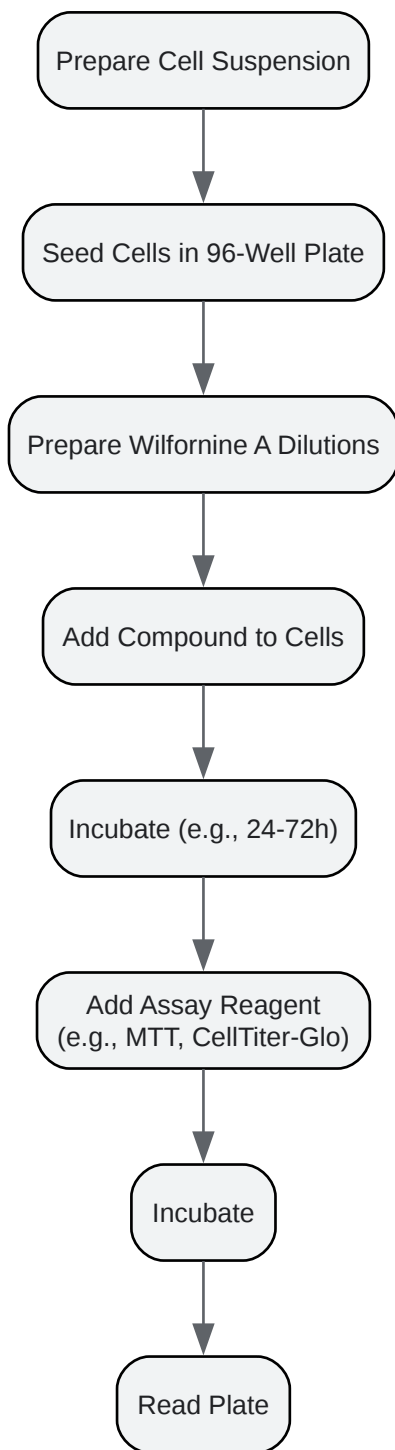 Prepare Cell Suspension
Seed Cells in 96-Well Plate
Prepare Wilfornine A Dilutions
Add Compound to Cells
Incubate (e.g., 24-72h)
Add Assay Reagent
(e.g., MTT, CellTiter-Glo)
Incubate
Read Plate